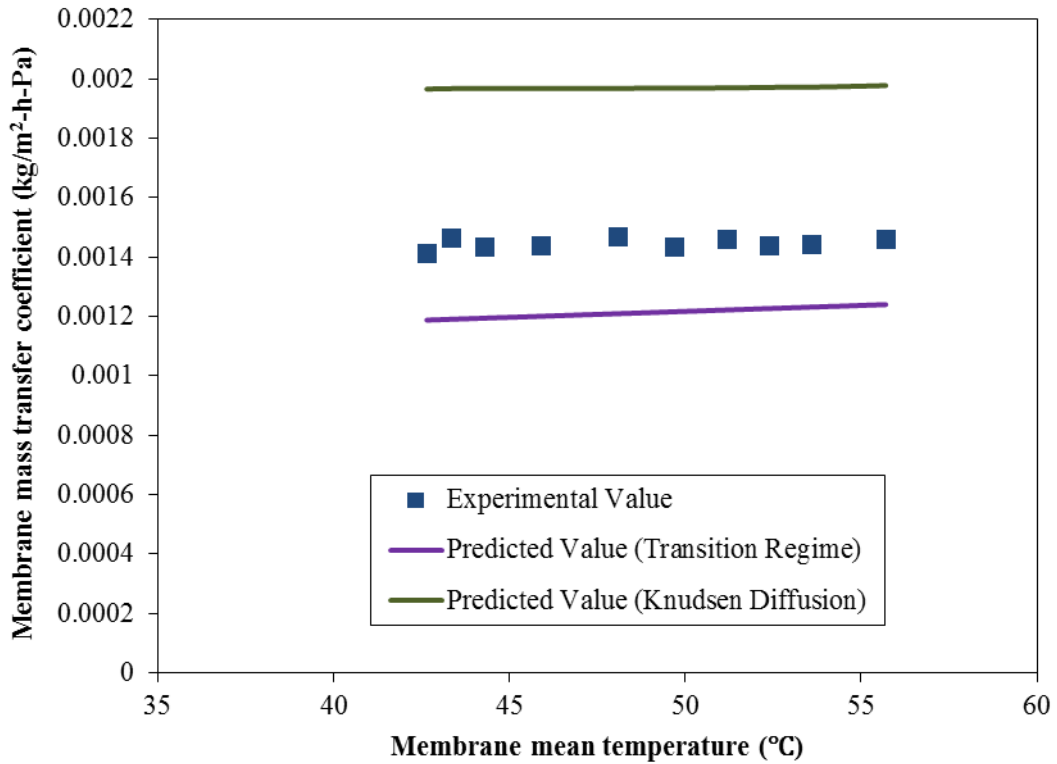 Membrane mass transfer coefficient (kg/m²-h-Pa)
0.0022
0.002
0.0018
0.0016
0.0014
0.0012
0.001
0.0008
0.0006
0.0004
0.0002
0
Experimental Value
Predicted Value (Transition Regime)
Predicted Value (Knudsen Diffusion)
35 40 45 50 55 60
Membrane mean temperature (℃)